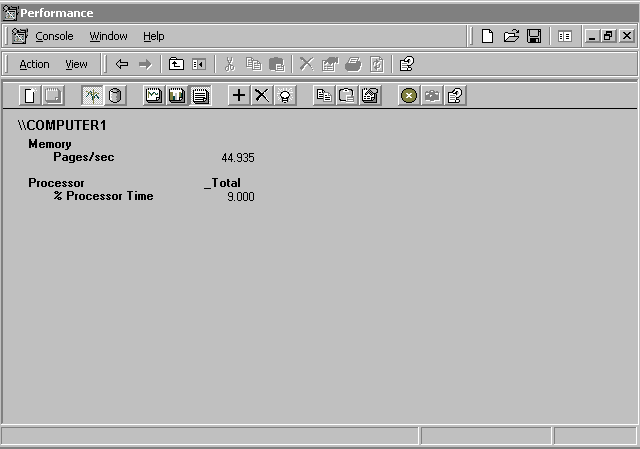 Performance
Console Window Help
Action View
\\COMPUTER1
Memory
Pages/sec 44.935
Processor _Total
% Processor Time 9.000